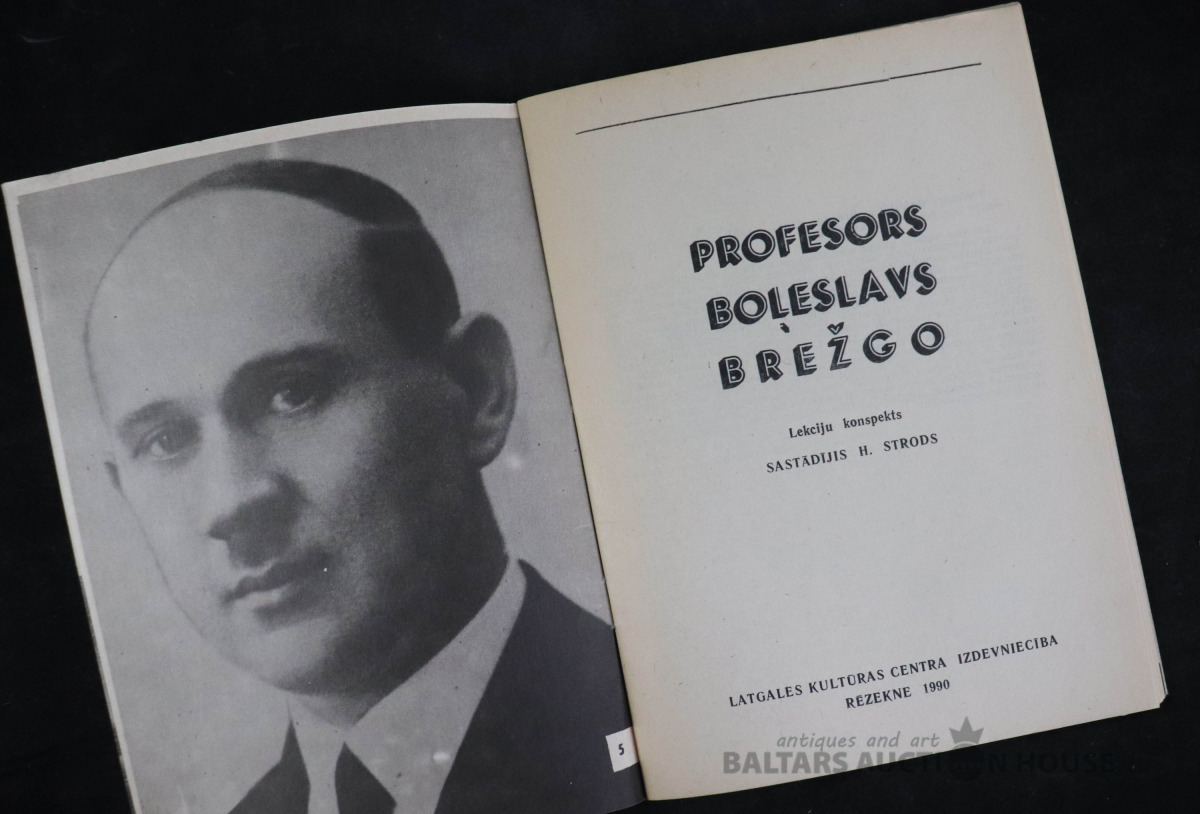 5
PROFESORS
BOĻESLAVS
BREŽGO
Lekciju konspekts
SASTĀDĪJIS H. STRODS
LATGALES KULTŪRAS CENTRA IZDEVNIECĪBA
RĒZEKNE 1990
antiques and art
BALTARS AUCTION HOUSE